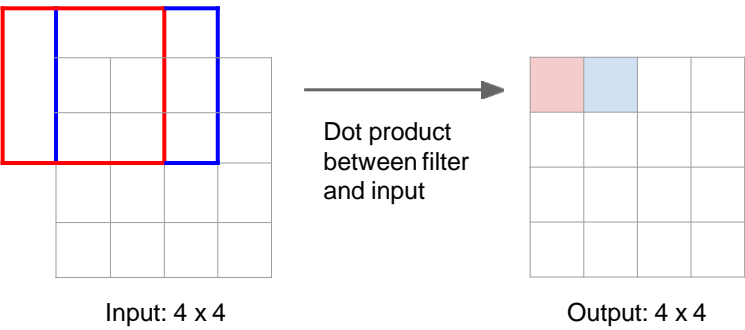 Dot product
between filter
and input
Input: 4 x 4
Output: 4 x 4